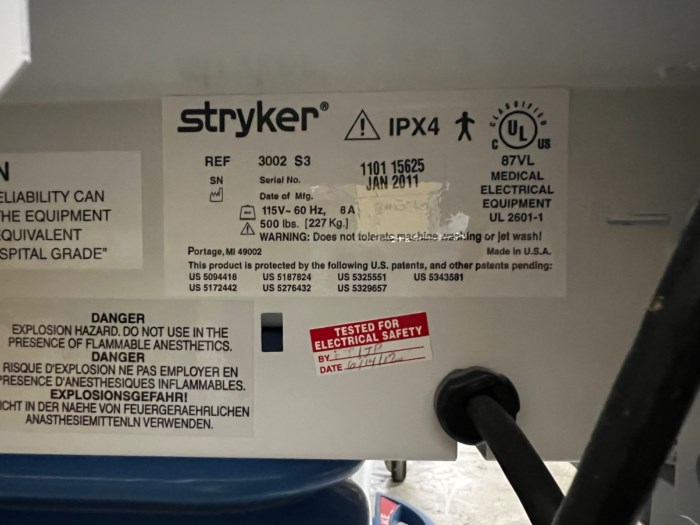 stryker®
IPX4
CLASSIFIED
C UL US
87VL
MEDICAL
ELECTRICAL
EQUIPMENT
UL 2601-1
REF 3002 S3
SN Serial No. 1101 15625
Date of Mfg. JAN 2011
115V~ 60 Hz, 8A
500 lbs. [227 Kg.]
WARNING: Does not tolerate machine washing or jet wash!
Portage, MI 49002 Made in U.S.A.
This product is protected by the following U.S. patents, and other patents pending:
US 5094418 US 5187824 US 5325551 US 5343581
US 5172442 US 5276432 US 5329657
N
ELIABILITY CAN
HE EQUIPMENT
EQUIVALENT
SPITAL GRADE"
DANGER
EXPLOSION HAZARD. DO NOT USE IN THE
PRESENCE OF FLAMMABLE ANESTHETICS.
DANGER
RISQUE D'EXPLOSION NE PAS EMPLOYER EN
PRESENCE D'ANESTHESIQUES INFLAMMABLES.
EXPLOSIONSGEFAHR!
ICHT IN DER NAEHE VON FEUERGERAEHRLICHEN
ANASTHESIEMITTENLN VERWENDEN.
TESTED FOR
ELECTRICAL SAFETY
BY
DATE